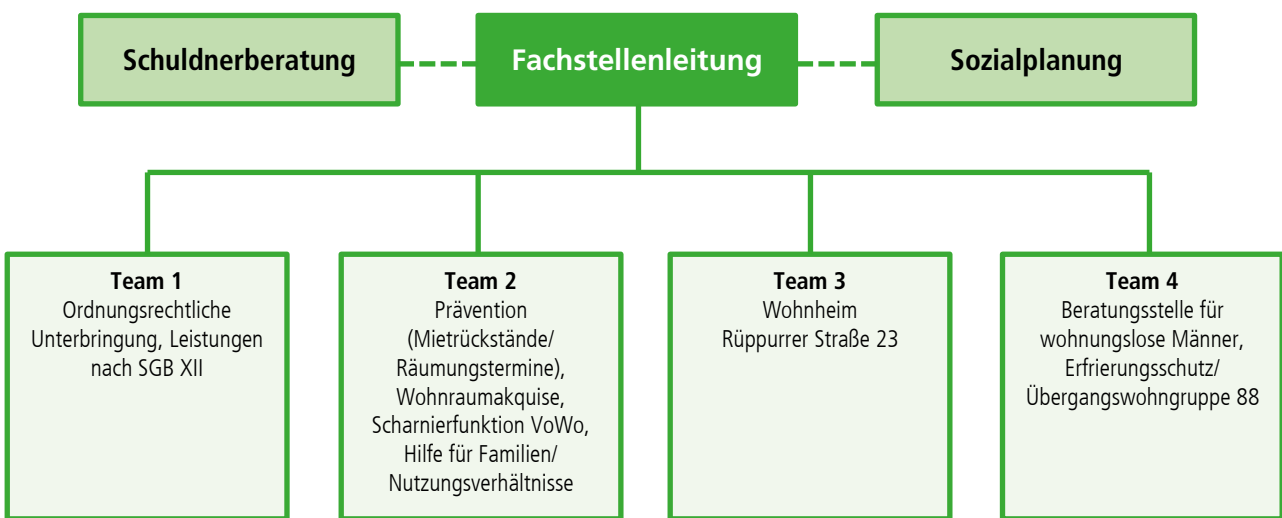 Schuldnerberatung
Fachstellenleitung
Sozialplanung
Team 1
Ordnungsrechtliche
Unterbringung, Leistungen
nach SGB XII
Team 2
Prävention
(Mietrückstände/
Räumungstermine),
Wohnraumakquise,
Scharnierfunktion VoWo,
Hilfe für Familien/
Nutzungsverhältnisse
Team 3
Wohnheim
Rüppurrer Straße 23
Team 4
Beratungsstelle für
wohnungslose Männer,
Erfrierungsschutz/
Übergangswohngruppe 88